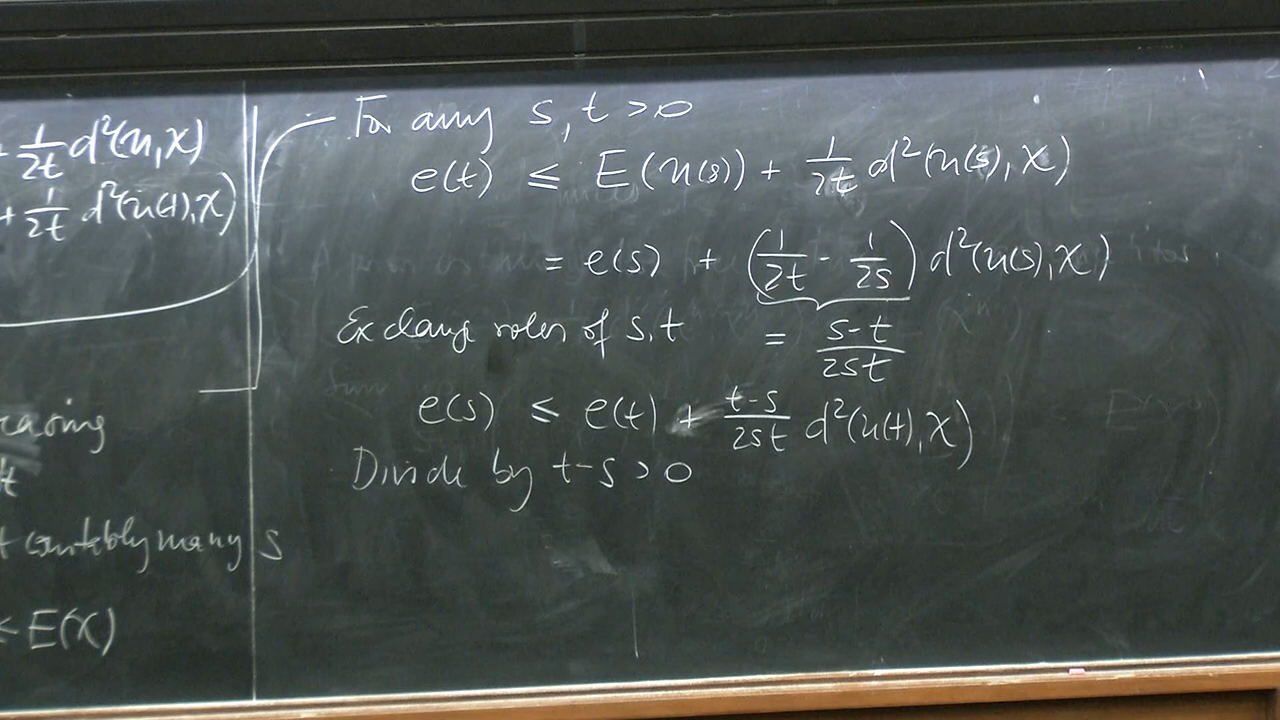 + 1/2t d²(u,χ)
+ 1/2t d²(u(t),χ)
t
t countably many s
≤ E(χ)
For any s, t > 0
e(t) ≤ E(u(s)) + 1/2t d²(u(s), χ)
= e(s) + (1/2t - 1/2s) d²(u(s), χ)
Exchange roles of s,t = s-t/2st
e(s) ≤ e(t) + t-s/2st d²(u(t), χ)
Divide by t-s > 0